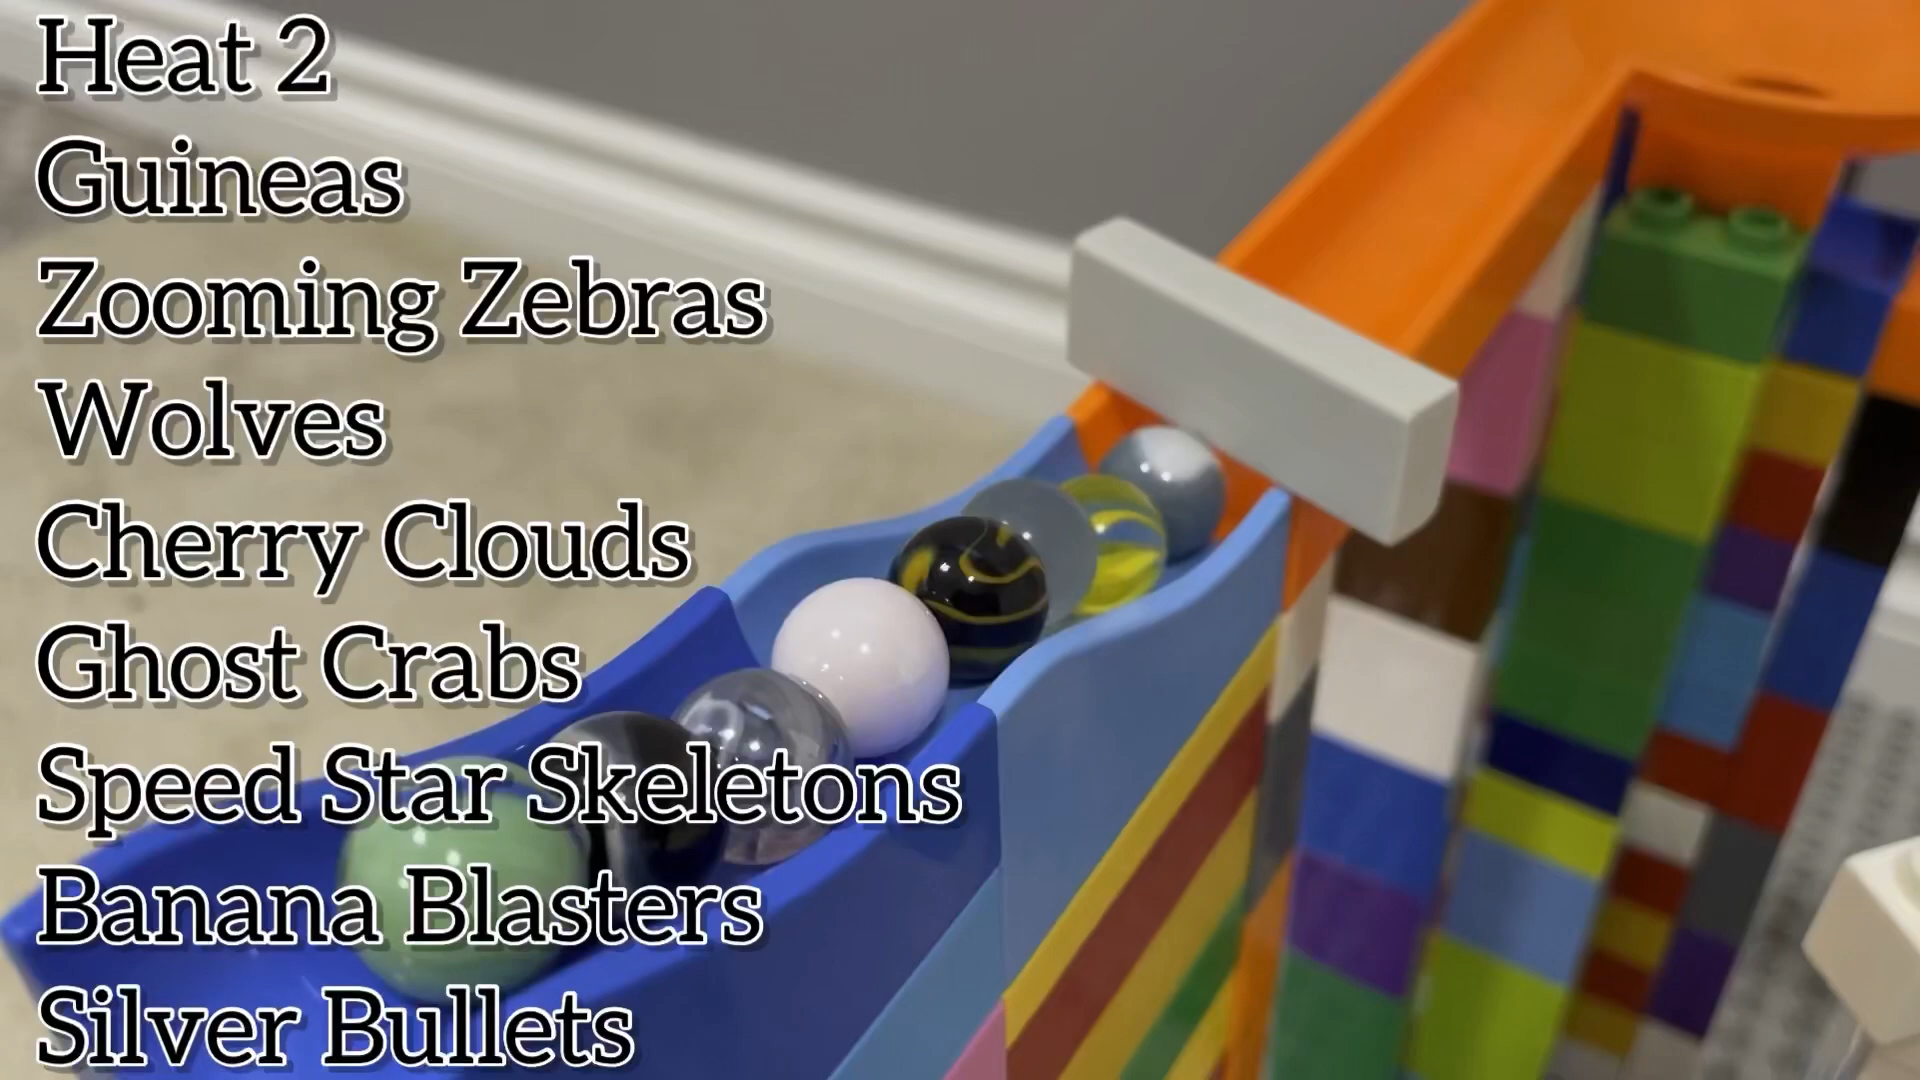 Heat 2
Guineas
Zooming Zebras
Wolves
Cherry Clouds
Ghost Crabs
Speed Star Skeletons
Banana Blasters
Silver Bullets